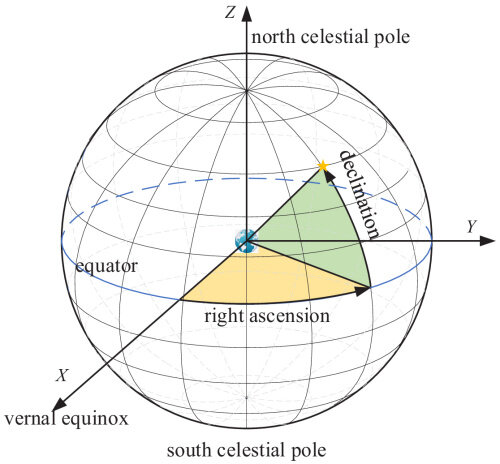 Z
north celestial pole
declination
Y
equator
right ascension
X
vernal equinox
south celestial pole